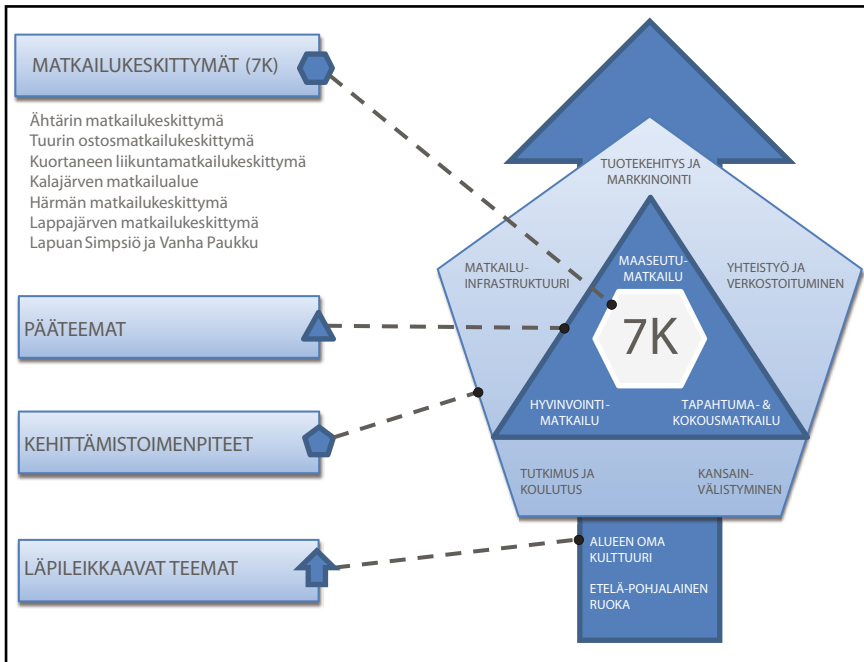 MATKAILUKESKITTYMÄT (7K)
Ähtärin matkailukeskittymä
Tuurin ostosmatkailukeskittymä
Kuortaneen liikuntamatkailukeskittymä
Kalajärven matkailualue
Härmän matkailukeskittymä
Lappajärven matkailukeskittymä
Lapuan Simpsiö ja Vanha Paukku
PÄÄTEEMAT
KEHITTÄMISTOIMENPITEET
LÄPILEIKKAAVAT TEEMAT
TUOTEKEHITYS JA
MARKKINOINTI
MATKAILU-
INFRASTRUKTUURI
YHTEISTYÖ JA
VERKOSTOITUMINEN
MAASEUTU-
MATKAILU
7K
HYVINVOINTI-
MATKAILU
TAPAHTUMA- &
KOKOUSMATKAILU
TUTKIMUS JA
KOULUTUS
KANSAIN-
VÄLISTYMINEN
ALUEEN OMA
KULTTUURI
ETELÄ-POHJALAINEN
RUOKA